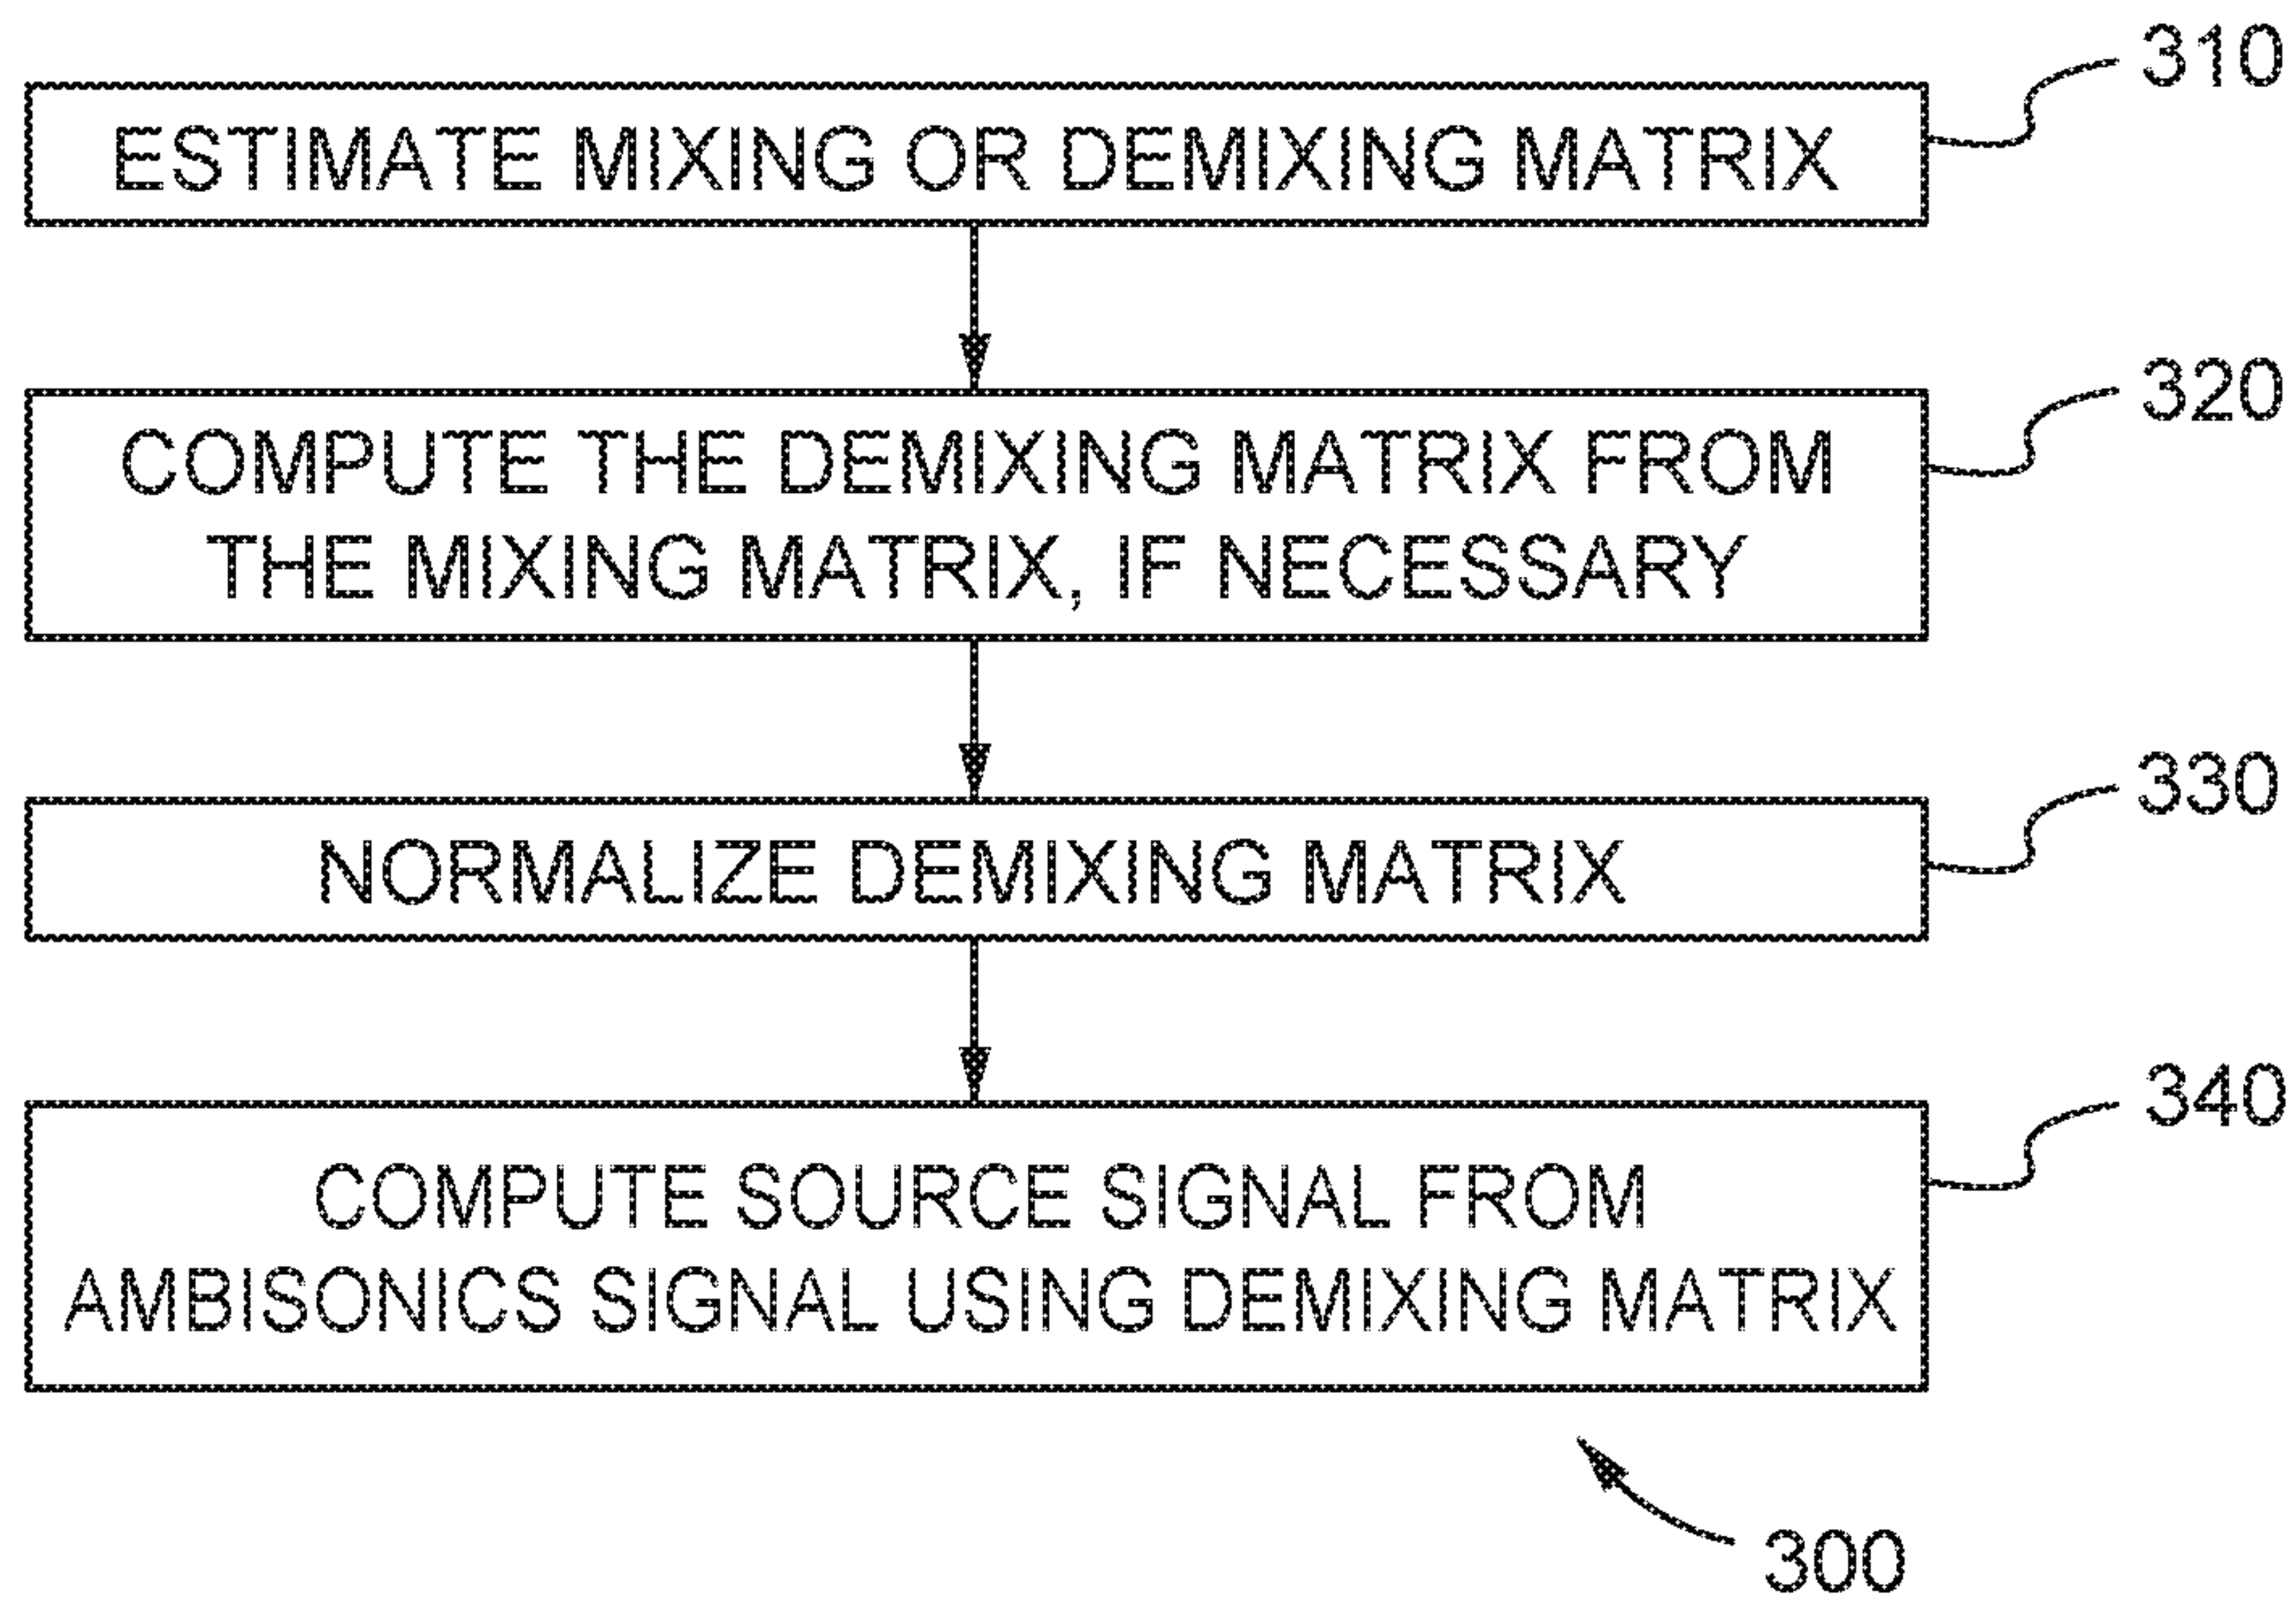 310
ESTIMATE MIXING OR DEMIXING MATRIX
320
COMPUTE THE DEMIXING MATRIX FROM
THE MIXING MATRIX, IF NECESSARY
330
NORMALIZE DEMIXING MATRIX
340
COMPUTE SOURCE SIGNAL FROM
AMBISONICS SIGNAL USING DEMIXING MATRIX
300